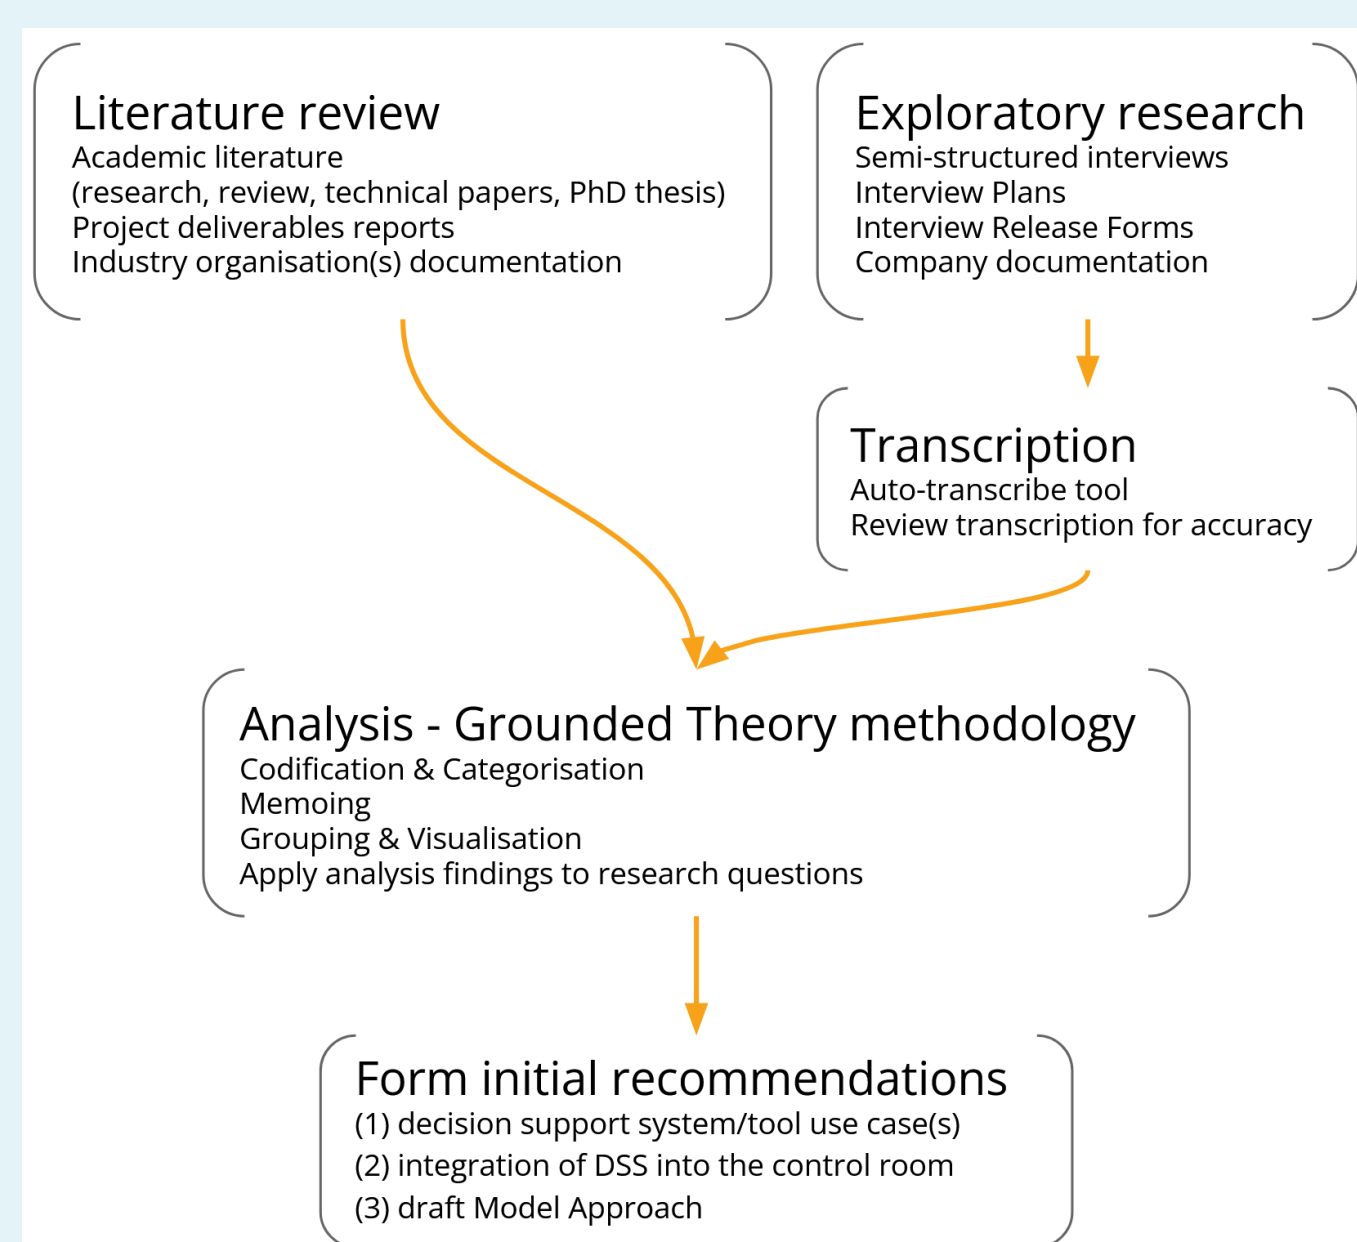 Literature review
Academic literature
(research, review, technical papers, PhD thesis)
Project deliverables reports
Industry organisation(s) documentation
Exploratory research
Semi-structured interviews
Interview Plans
Interview Release Forms
Company documentation
Transcription
Auto-transcribe tool
Review transcription for accuracy
Analysis - Grounded Theory methodology
Codification & Categorisation
Memoing
Grouping & Visualisation
Apply analysis findings to research questions
Form initial recommendations
(1) decision support system/tool use case(s)
(2) integration of DSS into the control room
(3) draft Model Approach